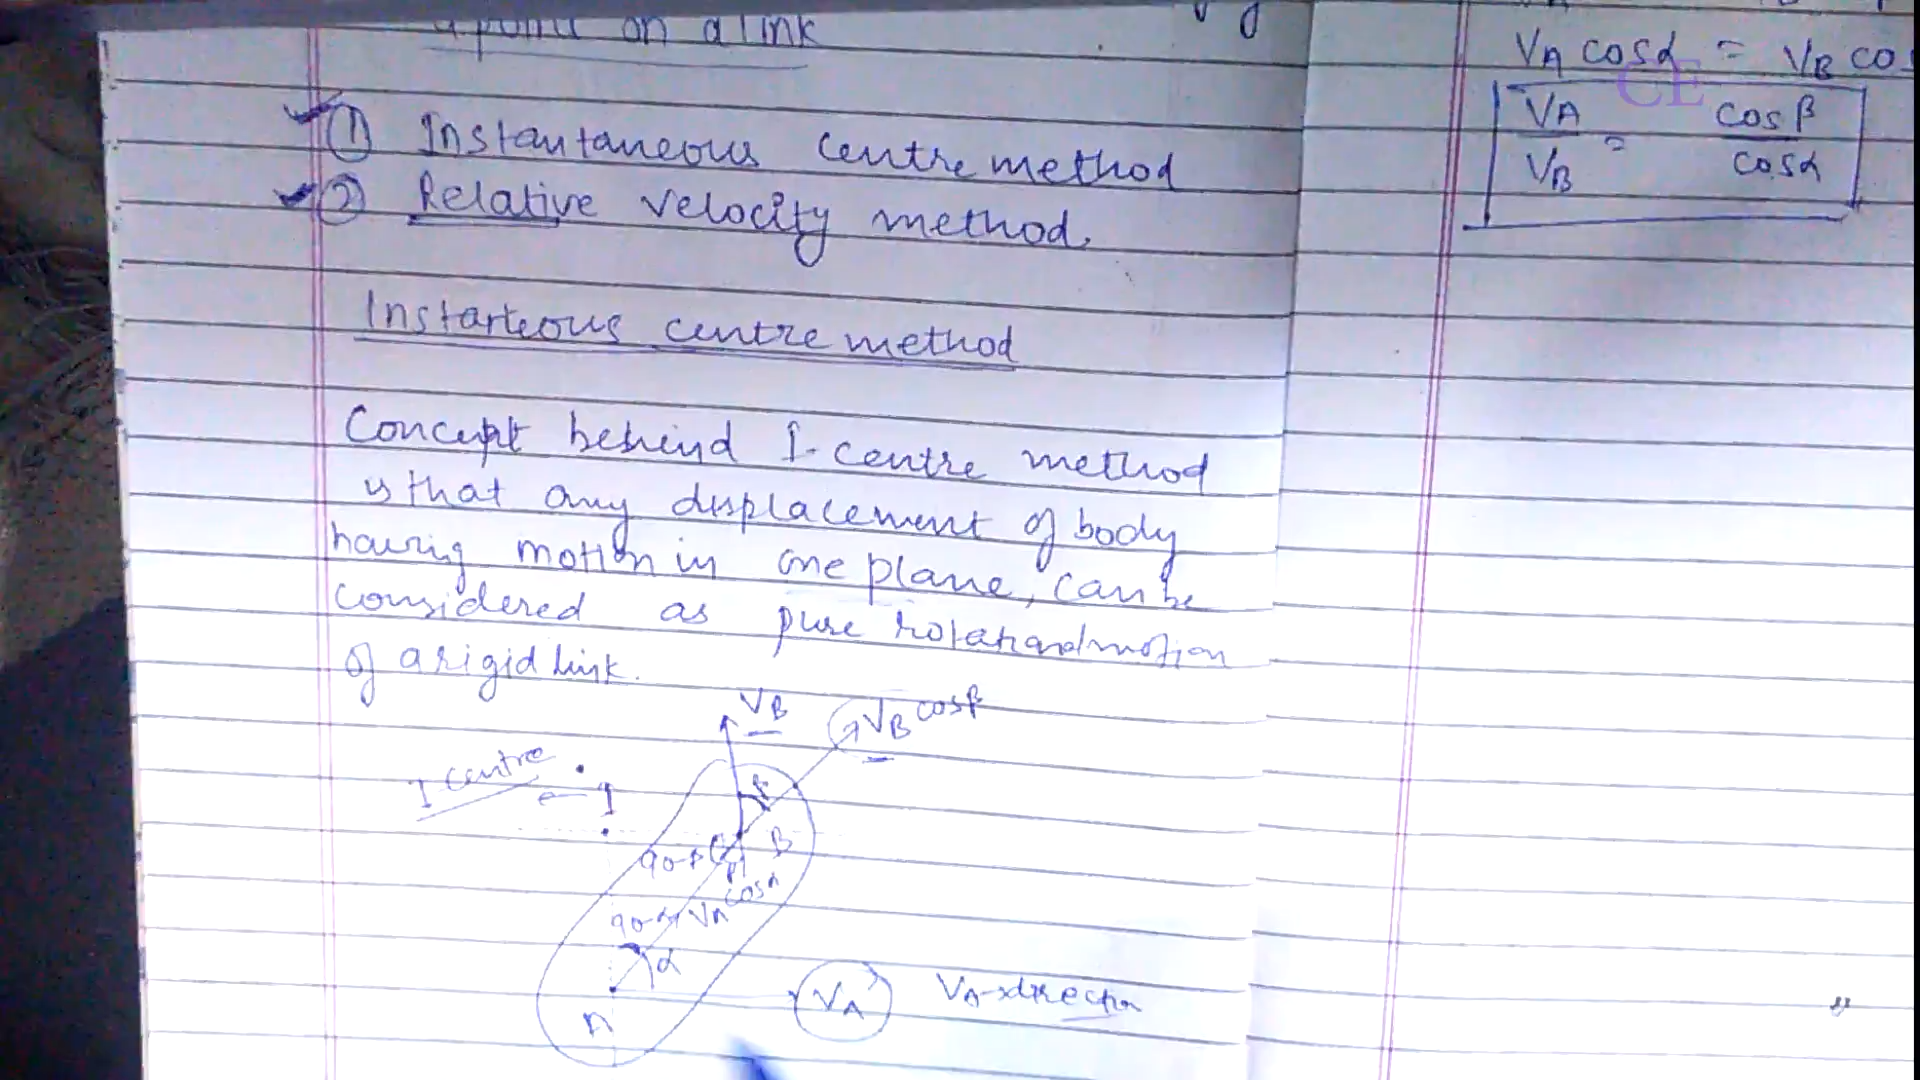 a point on a link
① Instantaneous centre method
② Relative velocity method.
Instanteous centre method
Concept behind I-centre method
is that any displacement of body
having motion in one plane, can be
considered as pure rotational motion
of a rigid link.
VB
VB cosβ
I centre
I
β
B
90-β
VA cosα
90-α
α
A
VA
VA → direction
VA cosα = VB cos
CE
VA = cosβ
VB cosα